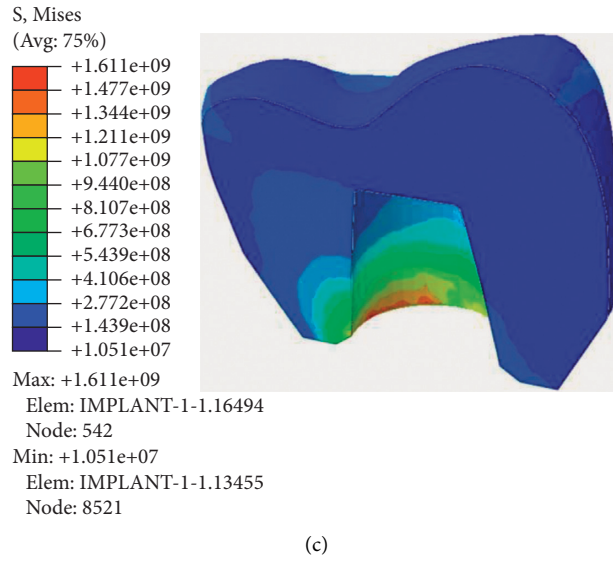 S, Mises
(Avg: 75%)
+1.611e+09
+1.477e+09
+1.344e+09
+1.211e+09
+1.077e+09
+9.440e+08
+8.107e+08
+6.773e+08
+5.439e+08
+4.106e+08
+2.772e+08
+1.439e+08
+1.051e+07
Max: +1.611e+09
Elem: IMPLANT-1-1.16494
Node: 542
Min: +1.051e+07
Elem: IMPLANT-1-1.13455
Node: 8521
(c)